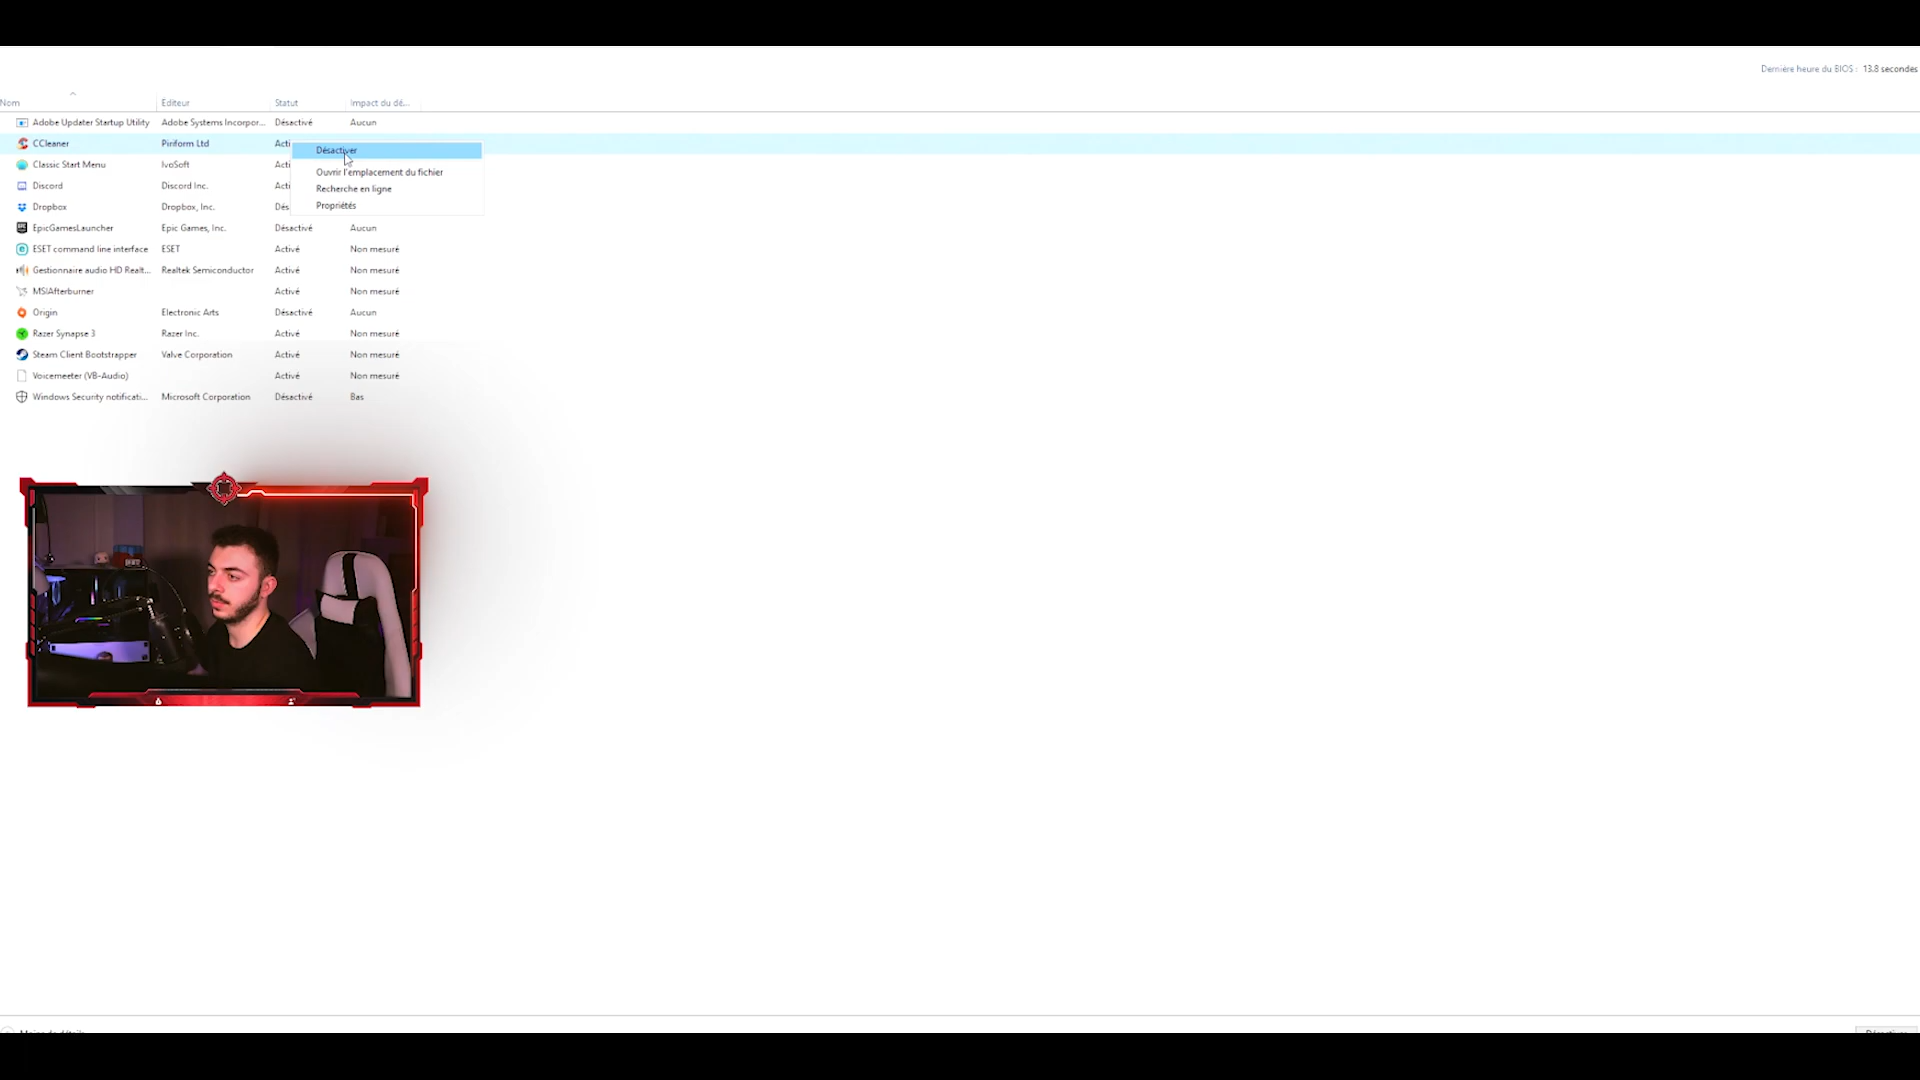 Dernière heure du BIOS : 13.8 secondes
Nom Éditeur Statut Impact du dé...
Adobe Updater Startup Utility Adobe Systems Incorpor... Désactivé Aucun
CCleaner Piriform Ltd Acti
Désactiver
Classic Start Menu IvoSoft Acti
Ouvrir l'emplacement du fichier
Discord Discord Inc. Acti
Recherche en ligne
Dropbox Dropbox, Inc. Dés
Propriétés
EpicGamesLauncher Epic Games, Inc. Désactivé Aucun
ESET command line interface ESET Activé Non mesuré
Gestionnaire audio HD Realt... Realtek Semiconductor Activé Non mesuré
MSIAfterburner Activé Non mesuré
Origin Electronic Arts Désactivé Aucun
Razer Synapse 3 Razer Inc. Activé Non mesuré
Steam Client Bootstrapper Valve Corporation Activé Non mesuré
Voicemeeter (VB-Audio) Activé Non mesuré
Windows Security notificati... Microsoft Corporation Désactivé Bas